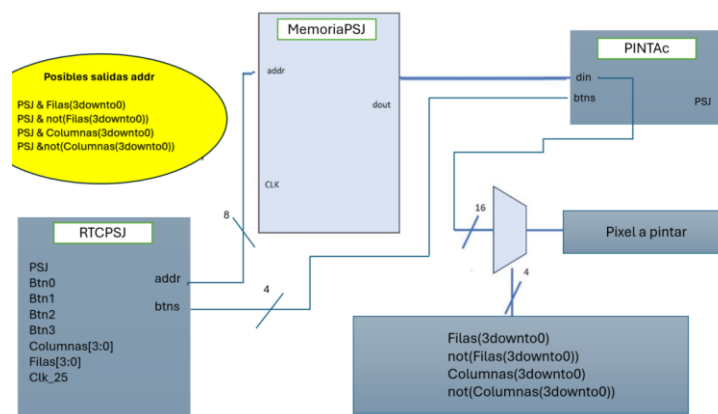 MemoriaPSJ
addr
dout
CLK
PINTAc
din
btns
PSJ
Posibles salidas addr
PSJ & Filas(3downto0)
PSJ & not(Filas(3downto0))
PSJ & Columnas(3downto0)
PSJ &not(Columnas(3downto0))
8
16
4
4
Pixel a pintar
RTCPSJ
PSJ
Btn0
Btn1
Btn2
Btn3
Columnas[3:0]
Filas[3:0]
Clk_25
addr
btns
Filas(3downto0)
not(Filas(3downto0))
Columnas(3downto0)
not(Columnas(3downto0))